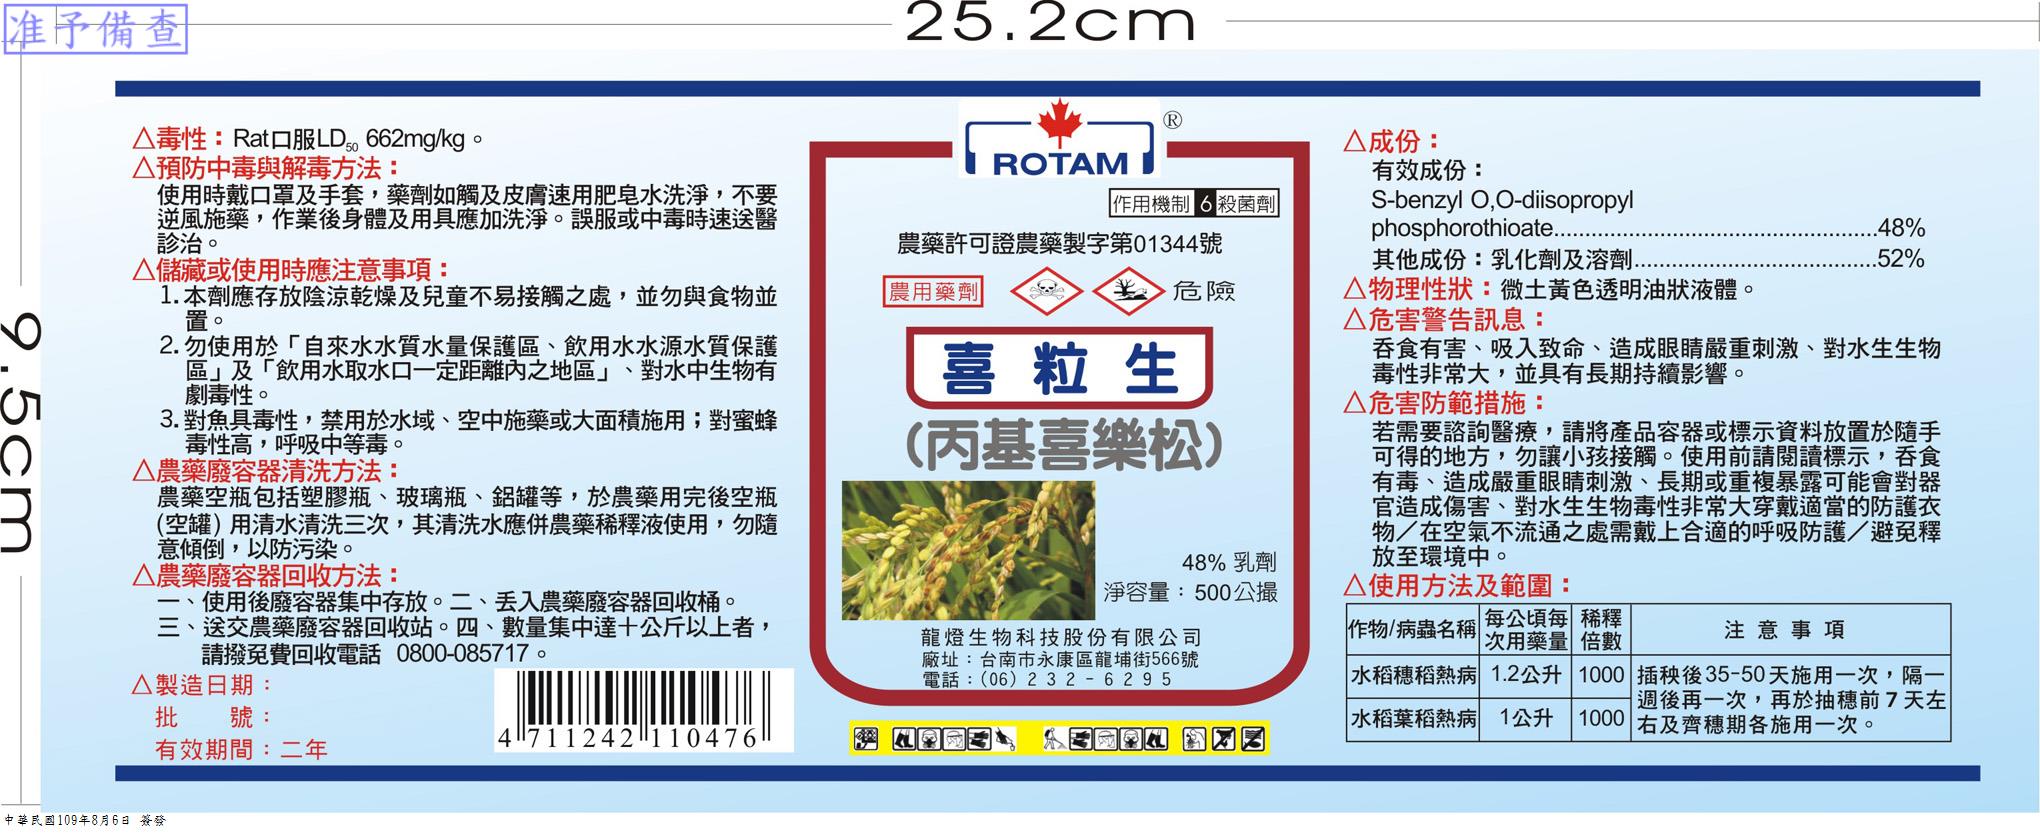 准予備查
25.2cm
9.5cm
△毒性：Rat口服LD50 662mg/kg。
△預防中毒與解毒方法：
使用時戴口罩及手套，藥劑如觸及皮膚速用肥皂水洗淨，不要
逆風施藥，作業後身體及用具應加洗淨。誤服或中毒時速送醫
診治。
△儲藏或使用時應注意事項：
1. 本劑應存放陰涼乾燥及兒童不易接觸之處，並勿與食物並
置。
2. 勿使用於「自來水水質水量保護區、飲用水水源水質保護
區」及「飲用水取水口一定距離內之地區」、對水中生物有
劇毒性。
3. 對魚具毒性，禁用於水域、空中施藥或大面積施用；對蜜蜂
毒性高，呼吸中等毒。
△農藥廢容器清洗方法：
農藥空瓶包括塑膠瓶、玻璃瓶、鋁罐等，於農藥用完後空瓶
(空罐) 用清水清洗三次，其清洗水應併農藥稀釋液使用，勿隨
意傾倒，以防污染。
△農藥廢容器回收方法：
一、使用後廢容器集中存放。二、丟入農藥廢容器回收桶。
三、送交農藥廢容器回收站。四、數量集中達十公斤以上者，
請撥免費回收電話 0800-085717。
△製造日期：
批 號：
有效期間：二年
4 711242 110476
ROTAM ®
作用機制 6 殺菌劑
農藥許可證農藥製字第01344號
農用藥劑 危險
喜粒生
(丙基喜樂松)
48% 乳劑
淨容量：500公撮
龍燈生物科技股份有限公司
廠址：台南市永康區龍埔街566號
電話：(06) 232-6295
△成份：
有效成份：
S-benzyl O,O-diisopropyl
phosphorothioate....................................................48%
其他成份：乳化劑及溶劑.......................................52%
△物理性狀：微土黃色透明油狀液體。
△危害警告訊息：
吞食有害、吸入致命、造成眼睛嚴重刺激、對水生生物
毒性非常大，並具有長期持續影響。
△危害防範措施：
若需要諮詢醫療，請將產品容器或標示資料放置於隨手
可得的地方，勿讓小孩接觸。使用前請閱讀標示，吞食
有毒、造成嚴重眼睛刺激、長期或重複暴露可能會對器
官造成傷害、對水生生物毒性非常大穿戴適當的防護衣
物／在空氣不流通之處需戴上合適的呼吸防護／避免釋
放至環境中。
△使用方法及範圍：
作物/病蟲名稱 每公頃每次用藥量 稀釋倍數 注意事項
水稻穗稻熱病 1.2公升 1000
水稻葉稻熱病 1公升 1000
插秧後35-50天施用一次，隔一
週後再一次，再於抽穗前7天左
右及齊穗期各施用一次。
中華民國109年8月6日 簽發